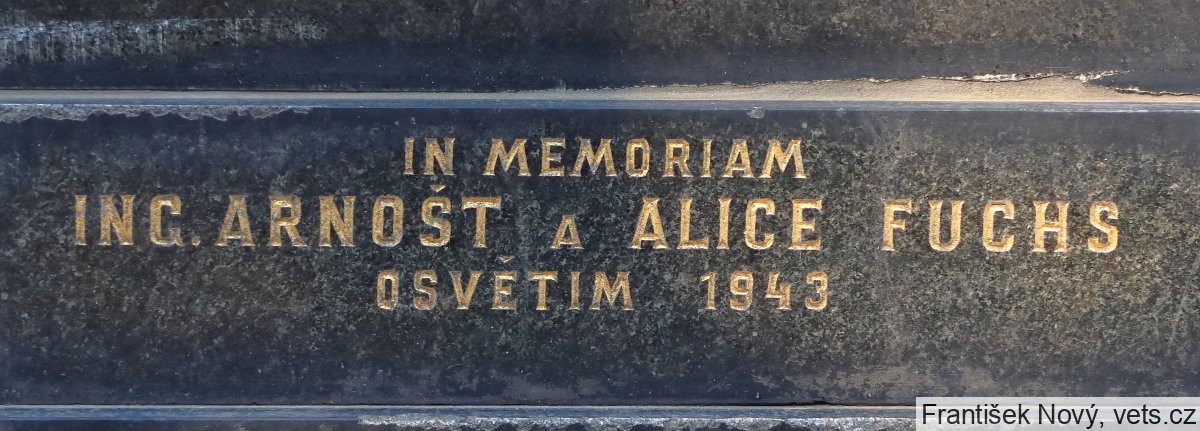 IN MEMORIAM
ING. ARNOŠT A ALICE FUCHS
OSVĚTIM 1943
František Nový, vets.cz